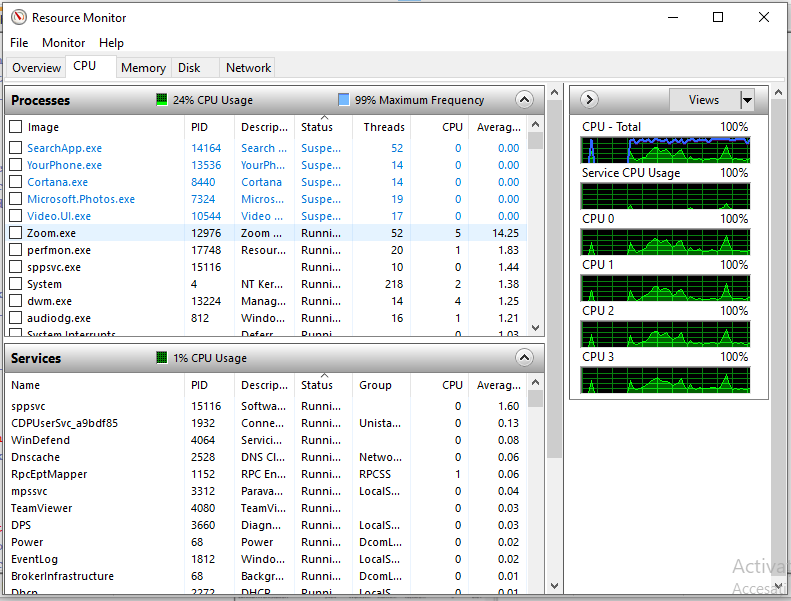 Resource Monitor
File Monitor Help
Overview CPU Memory Disk Network
Processes 24% CPU Usage 99% Maximum Frequency
Image PID Descrip... Status Threads CPU Averag...
SearchApp.exe 14164 Search ... Suspe... 52 0 0.00
YourPhone.exe 13536 YourPh... Suspe... 14 0 0.00
Cortana.exe 8440 Cortana Suspe... 14 0 0.00
Microsoft.Photos.exe 7324 Micros... Suspe... 19 0 0.00
Video.UI.exe 10544 Video ... Suspe... 17 0 0.00
Zoom.exe 12976 Zoom ... Runni... 52 5 14.25
perfmon.exe 17748 Resour... Runni... 20 1 1.83
sppsvc.exe 15116 Runni... 10 0 1.44
System 4 NT Ker... Runni... 218 2 1.38
dwm.exe 13224 Manag... Runni... 14 4 1.25
audiodg.exe 812 Windo... Runni... 16 1 1.21
System Interrupts Deferr... Runni... 0 1.03
Services 1% CPU Usage
Name PID Descrip... Status Group CPU Averag...
sppsvc 15116 Softwa... Runni... 0 1.60
CDPUserSvc_a9bdf85 1932 Conne... Runni... Unista... 0 0.13
WinDefend 4064 Servici... Runni... 0 0.08
Dnscache 2528 DNS Cl... Runni... Netwo... 0 0.06
RpcEptMapper 1152 RPC En... Runni... RPCSS 1 0.06
mpssvc 3312 Parava... Runni... LocalS... 0 0.04
TeamViewer 4080 TeamVi... Runni... 0 0.03
DPS 3660 Diagn... Runni... LocalS... 0 0.03
Power 68 Power Runni... DcomL... 0 0.02
EventLog 1812 Windo... Runni... LocalS... 0 0.02
BrokerInfrastructure 68 Backgr... Runni... DcomL... 0 0.01
Dhcp 2272 DHCP ... Runni... LocalS... 0 0.01
Views
CPU - Total 100%
Service CPU Usage 100%
CPU 0 100%
CPU 1 100%
CPU 2 100%
CPU 3 100%
Activa
Accesati